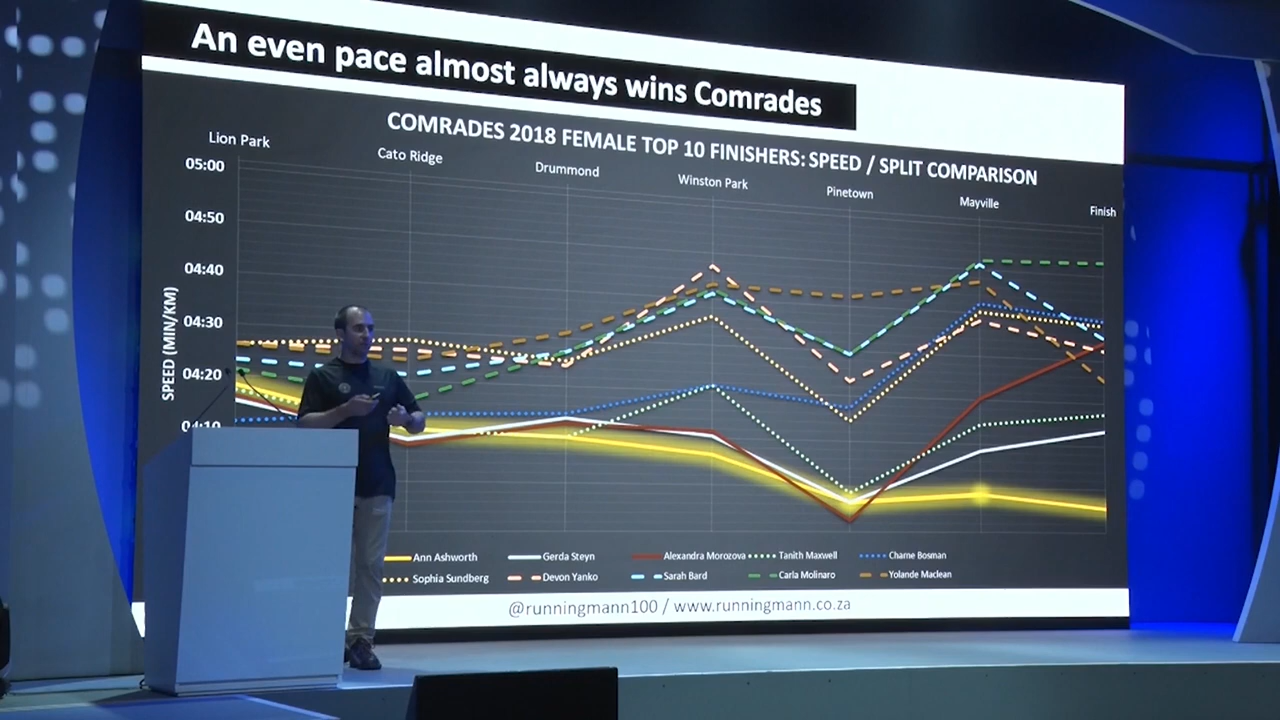 An even pace almost always wins Comrades
COMRADES 2018 FEMALE TOP 10 FINISHERS: SPEED / SPLIT COMPARISON
Lion Park
Cato Ridge
Drummond
Winston Park
Pinetown
Mayville
Finish
05:00
04:50
04:40
04:30
04:20
04:10
SPEED (MIN/KM)
Ann Ashworth
Gerda Steyn
Alexandra Morozova
Tanith Maxwell
Charne Bosman
Sophia Sundberg
Devon Yanko
Sarah Bard
Carla Molinaro
Yolande Maclean
@runningmann100 / www.runningmann.co.za